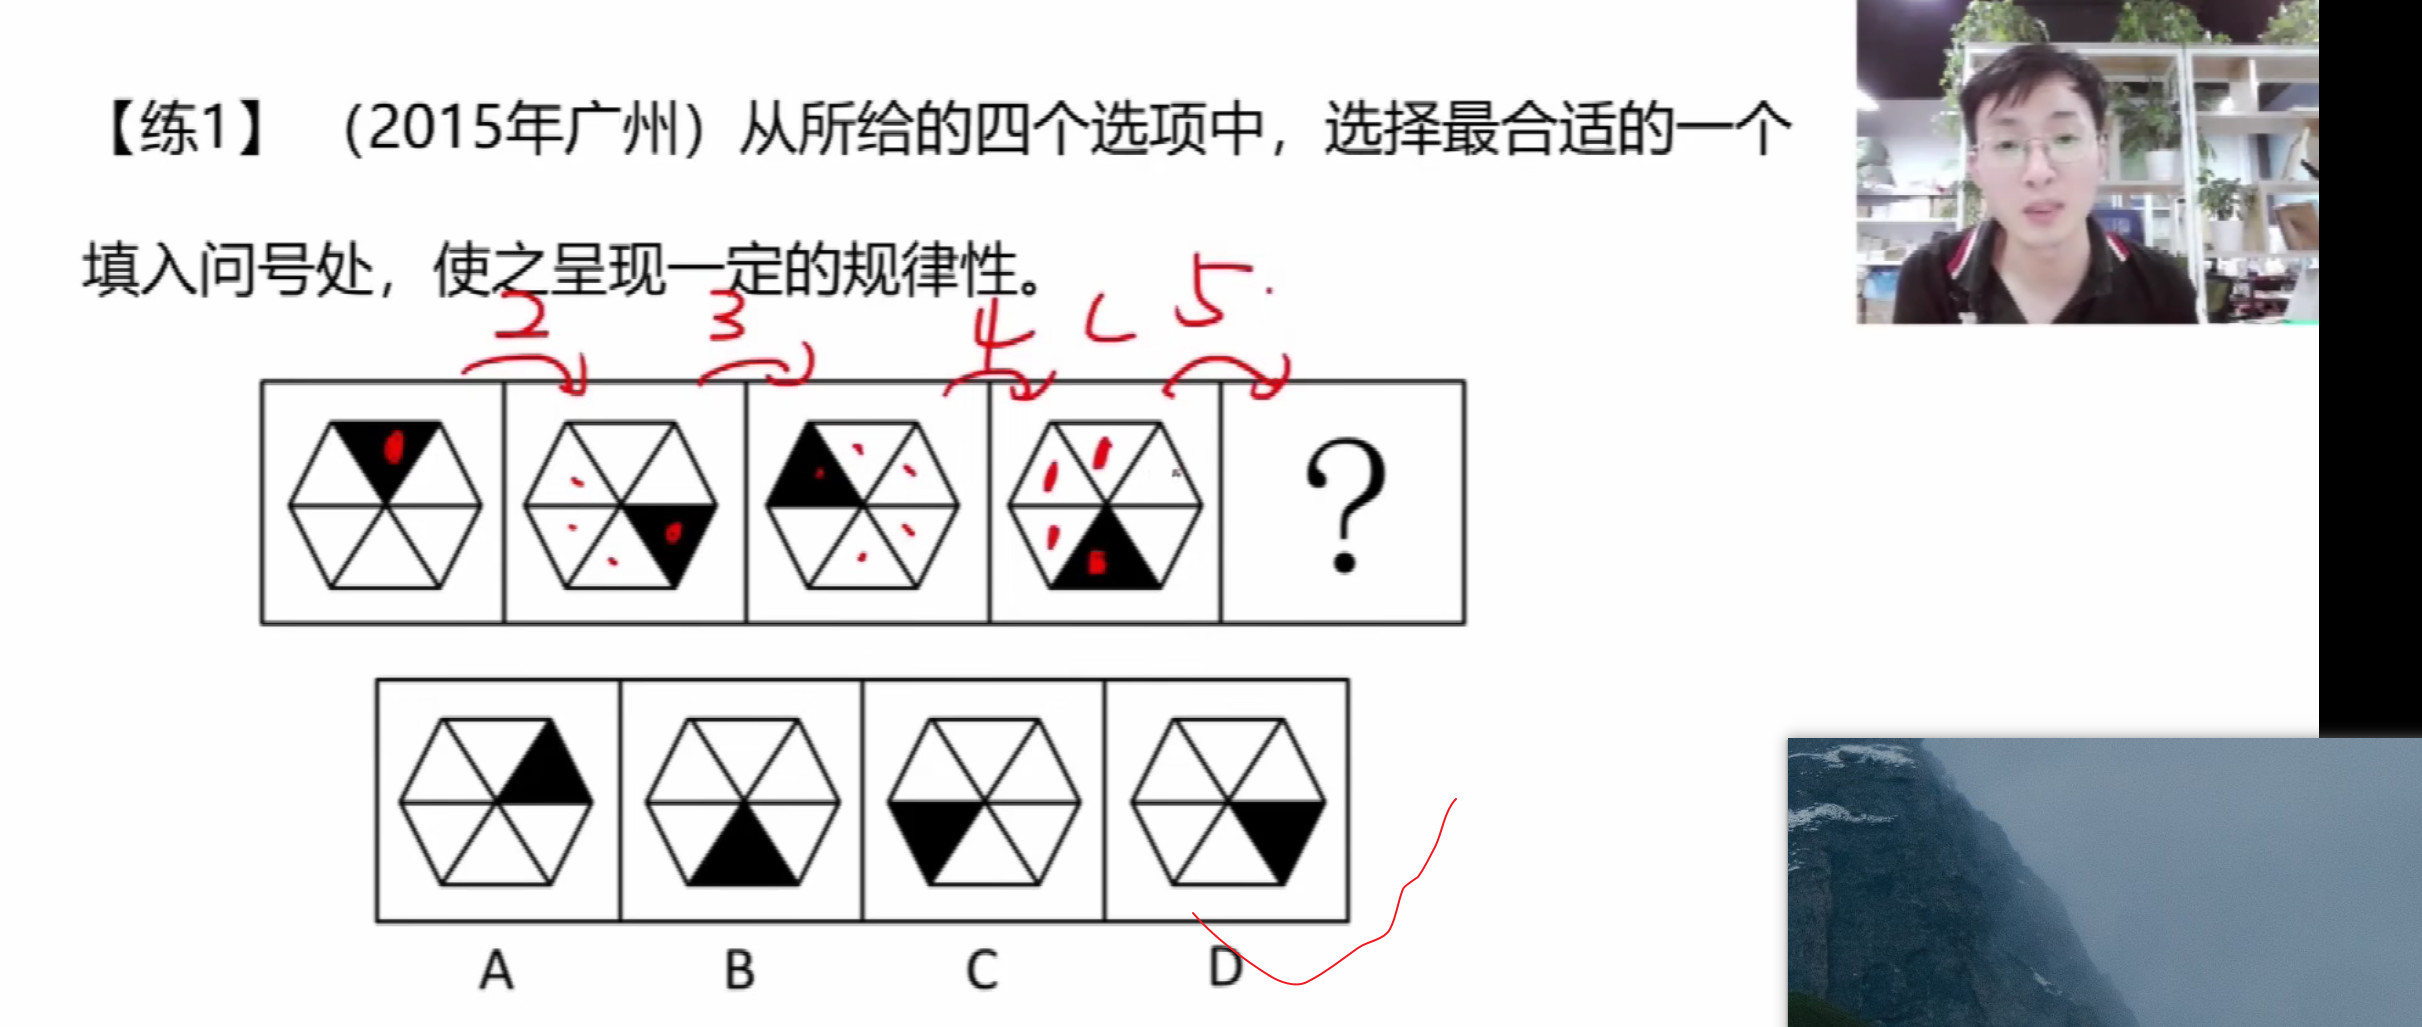 【练1】 （2015年广州）从所给的四个选项中，选择最合适的一个
填入问号处，使之呈现一定的规律性。
2 3 4 5
?
A B C D